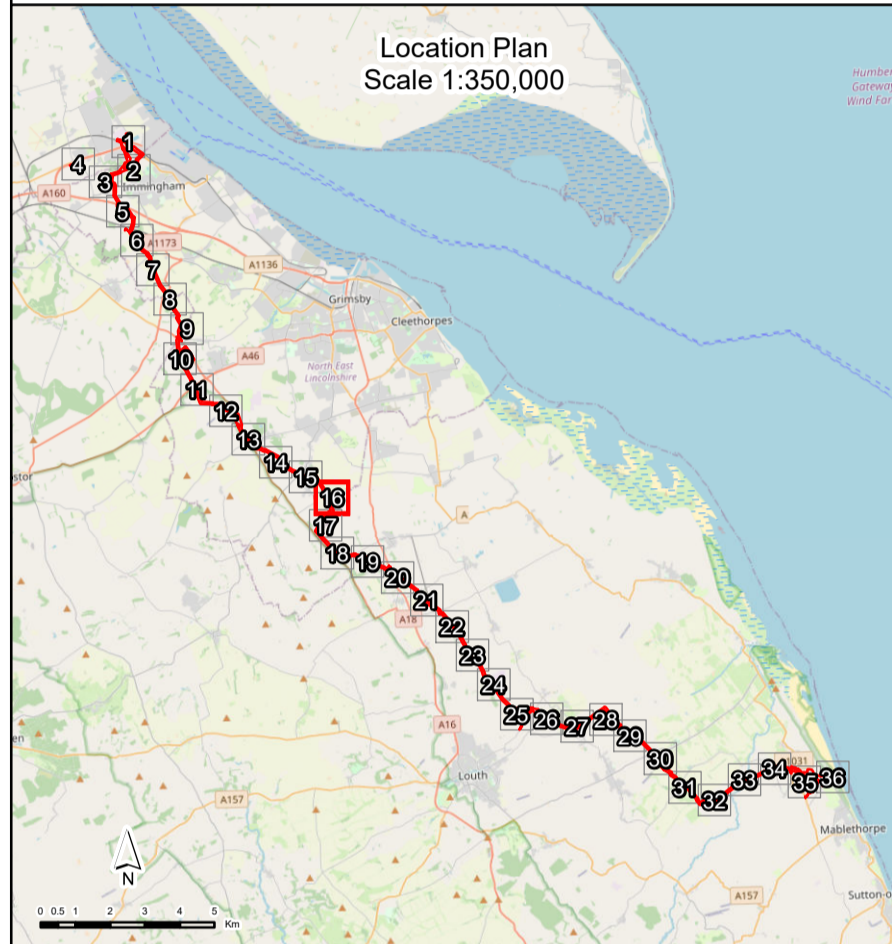 Location Plan
Scale 1:350,000
Humber
Gateway
Wind Far
1
4
2
3
Immingham
A160
5
6
A1173
7
A1136
8
Grimsby
9
Cleethorpes
10
A46
North East
Lincolnshire
11
12
13
14
15
stor
16
A
17
18
19
20
21
A18
22
23
24
25
26
27
28
A16
29
30
en
1031
34
36
33
35
Louth
31
32
A157
Mablethorpe
N
A157
Sutton-o
0 0.5 1 2 3 4 5
Km